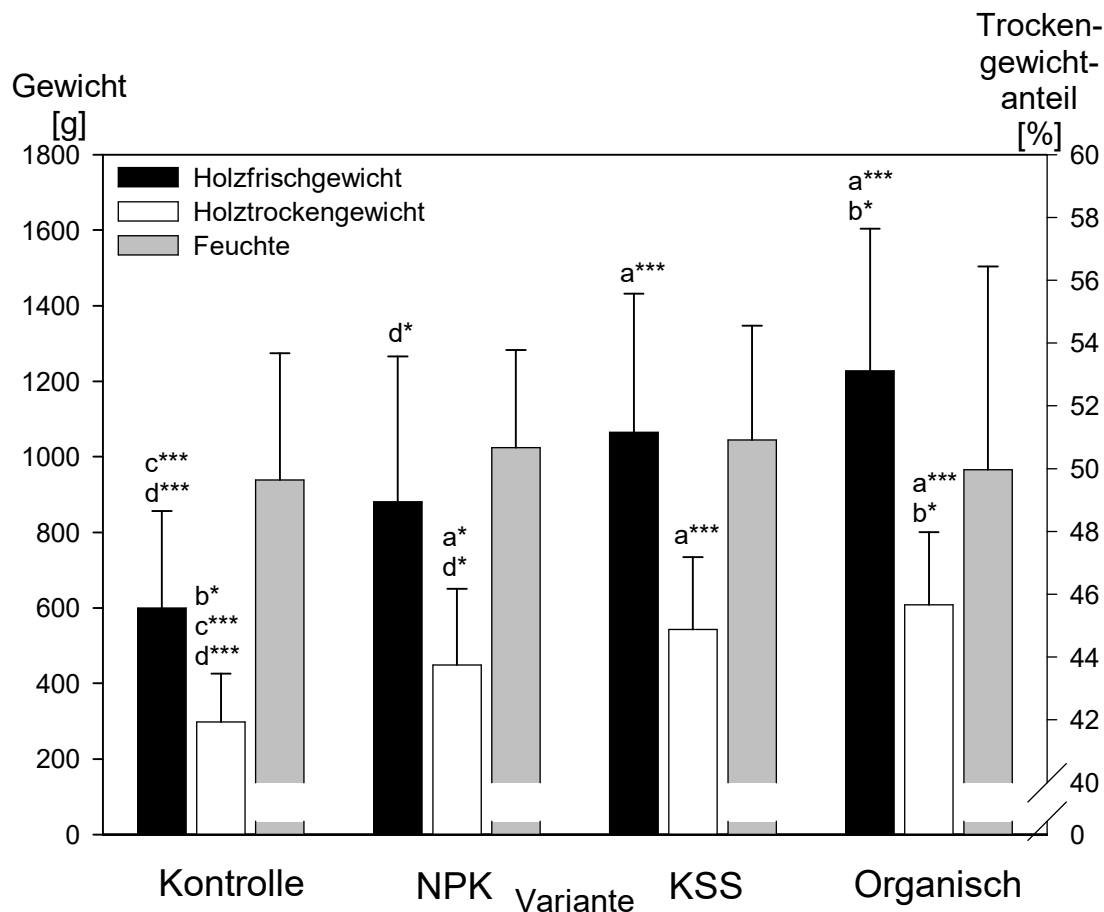 Gewicht
[g]
Trocken-
gewicht-
anteil
[%]
1800
1600
1400
1200
1000
800
600
400
200
0
Holzfrischgewicht
Holztrockengewicht
Feuchte
c***
d***
b*
c***
d***
d*
a*
d*
a***
a***
a***
b*
a***
b*
60
58
56
54
52
50
48
46
44
42
40
0
Kontrolle
NPK
KSS
Organisch
Variante